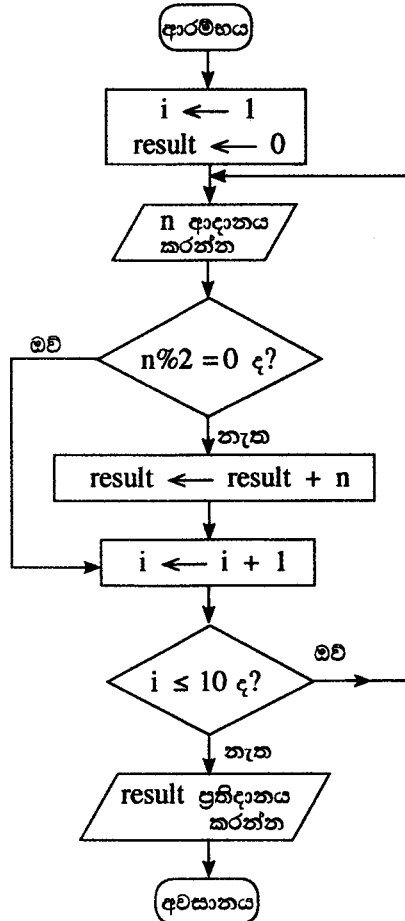 ආරම්භය
i ← 1
result ← 0
n ආදානය
කරන්න
ඔව්
n%2 = 0 ද?
නැත
result ← result + n
i ← i + 1
ඔව්
i ≤ 10 ද?
නැත
result ප්‍රතිදානය
කරන්න
අවසානය